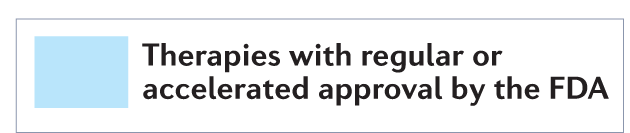 Therapies with regular or
accelerated approval by the FDA